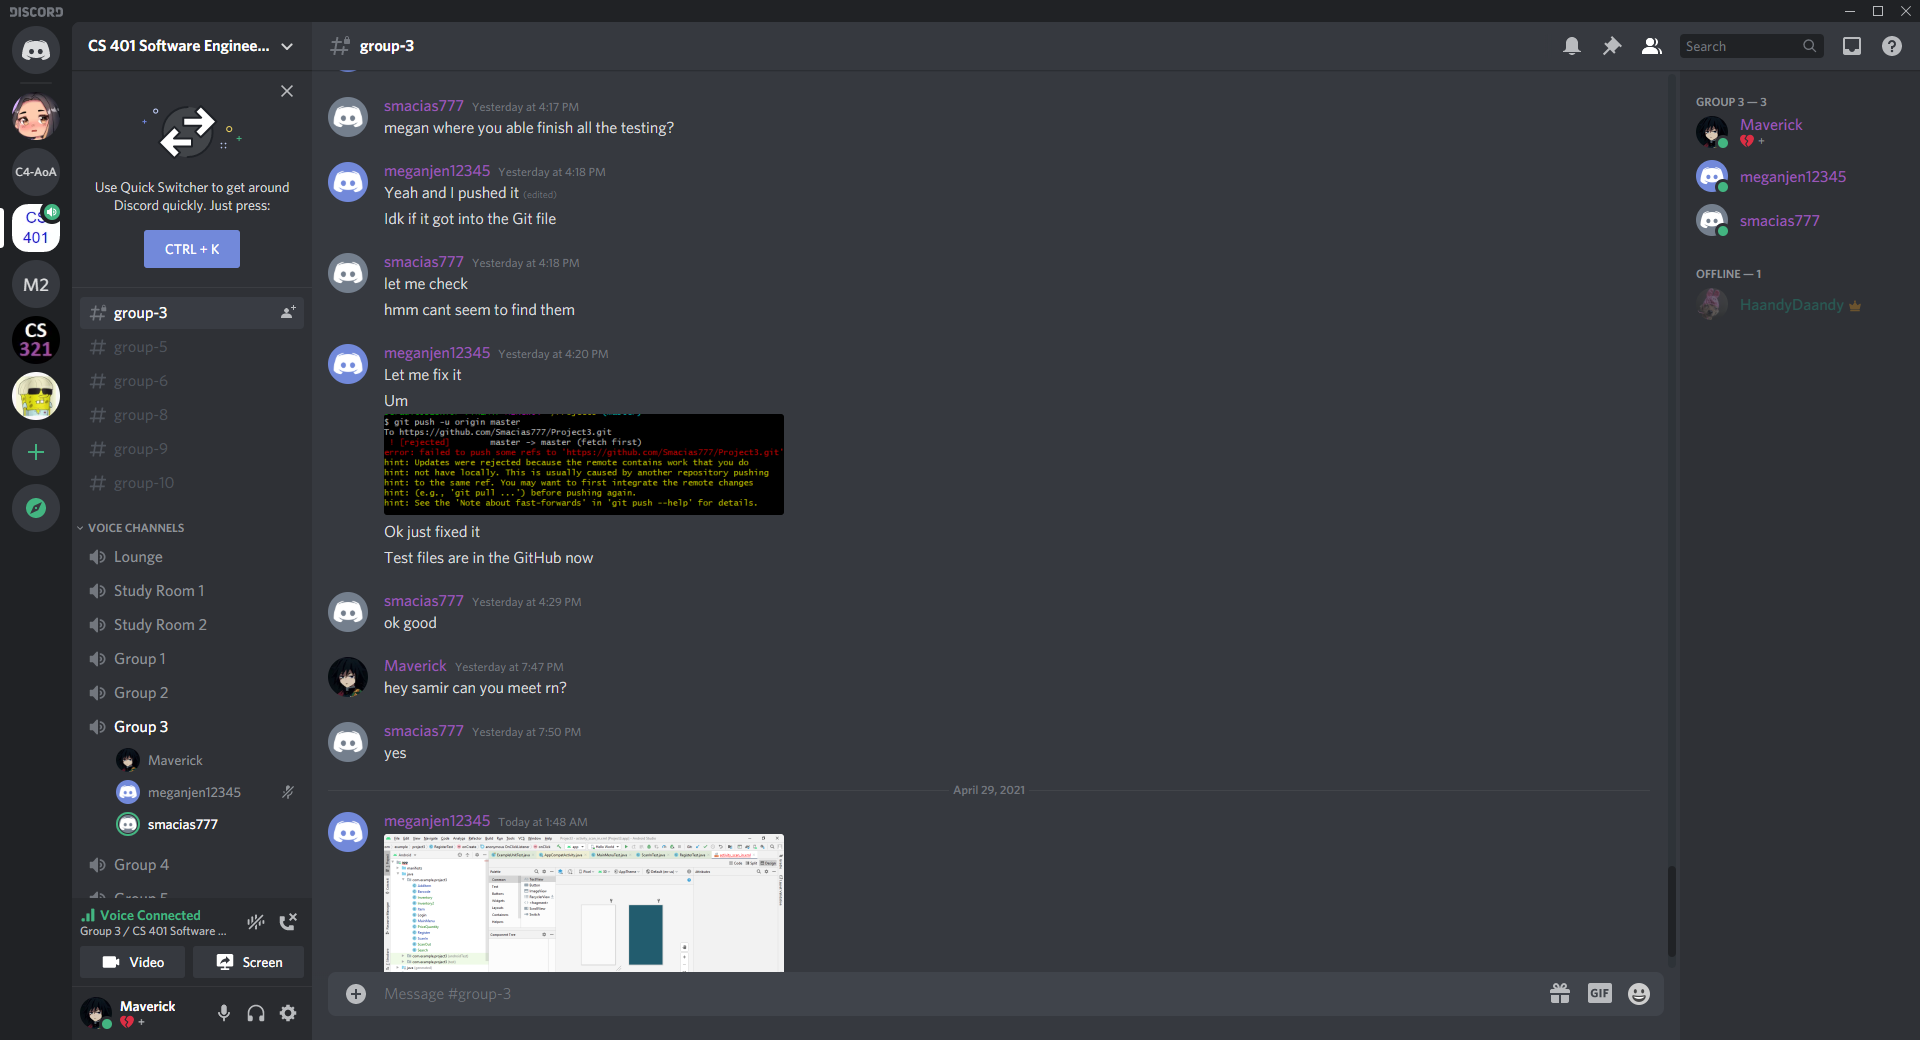 DISCORD
CS 401 Software Enginee...
group-3
Search
Use Quick Switcher to get around
Discord quickly. Just press:
CTRL + K
C4-AoA
CS
401
M2
CS
321
group-3
group-5
group-6
group-8
group-9
group-10
VOICE CHANNELS
Lounge
Study Room 1
Study Room 2
Group 1
Group 2
Group 3
Maverick
meganjen12345
smacias777
Group 4
Voice Connected
Group 3 / CS 401 Software ...
Video
Screen
Maverick
smacias777 Yesterday at 4:17 PM
megan where you able finish all the testing?
meganjen12345 Yesterday at 4:18 PM
Yeah and I pushed it (edited)
Idk if it got into the Git file
smacias777 Yesterday at 4:18 PM
let me check
hmm cant seem to find them
meganjen12345 Yesterday at 4:20 PM
Let me fix it
Um
$ git push -u origin master
To https://github.com/Smacias777/Project3.git
! [rejected] master -> master (fetch first)
error: failed to push some refs to 'https://github.com/Smacias777/Project3.git'
hint: Updates were rejected because the remote contains work that you do
hint: not have locally. This is usually caused by another repository pushing
hint: to the same ref. You may want to first integrate the remote changes
hint: (e.g., 'git pull ...') before pushing again.
hint: See the 'Note about fast-forwards' in 'git push --help' for details.
Ok just fixed it
Test files are in the GitHub now
smacias777 Yesterday at 4:29 PM
ok good
Maverick Yesterday at 7:47 PM
hey samir can you meet rn?
smacias777 Yesterday at 7:50 PM
yes
April 29, 2021
meganjen12345 Today at 1:48 AM
Message #group-3
GIF
GROUP 3 — 3
Maverick
meganjen12345
smacias777
OFFLINE — 1
HaandyDaandy